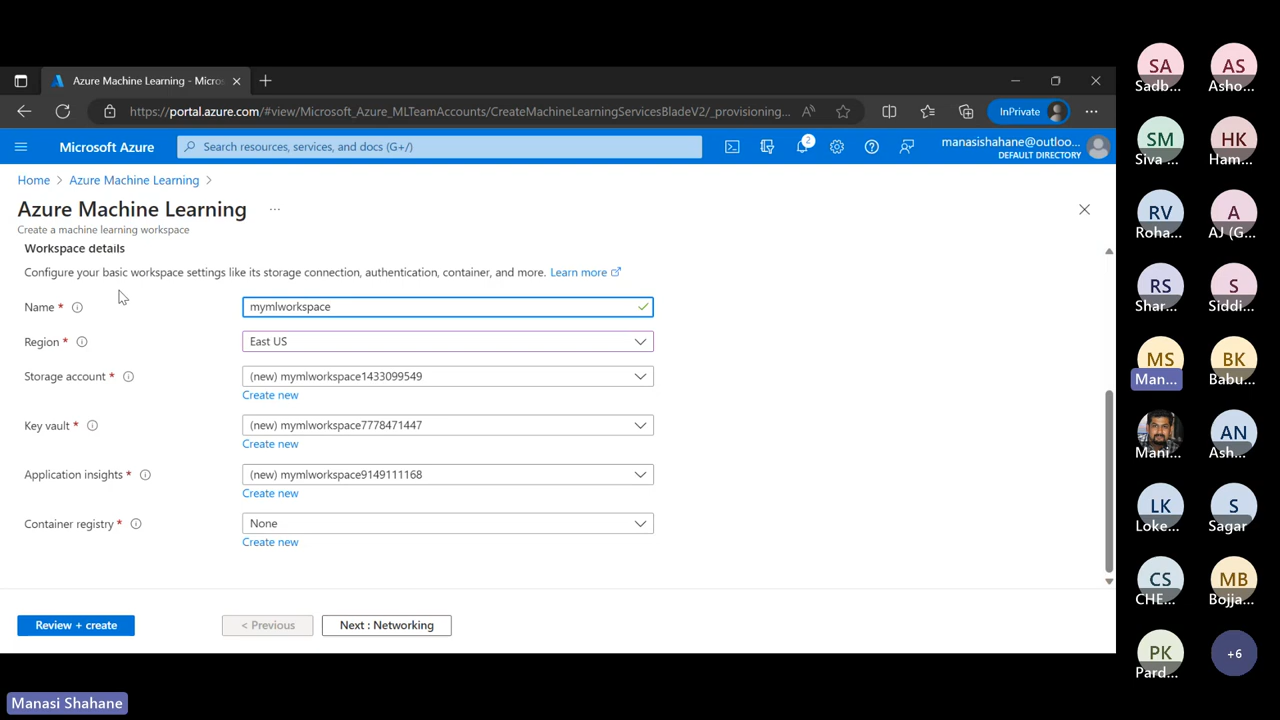 Azure Machine Learning - Micros
https://portal.azure.com/#view/Microsoft_Azure_MLTeamAccounts/CreateMachineLearningServicesBladeV2/_provisioning...
InPrivate
Microsoft Azure
Search resources, services, and docs (G+/)
2
manasishahane@outloo...
DEFAULT DIRECTORY
Home > Azure Machine Learning >
Azure Machine Learning ...
Create a machine learning workspace
Workspace details
Configure your basic workspace settings like its storage connection, authentication, container, and more. Learn more
Name *
mymlworkspace
Region *
East US
Storage account *
(new) mymlworkspace1433099549
Create new
Key vault *
(new) mymlworkspace7778471447
Create new
Application insights *
(new) mymlworkspace9149111168
Create new
Container registry *
None
Create new
Review + create
< Previous
Next : Networking
Manasi Shahane
SA
Sadb...
AS
Asho...
SM
Siva ...
HK
Ham...
RV
Roha...
A
AJ (G...
RS
Shar...
S
Siddi...
MS
Man...
BK
Babu...
Mani...
AN
Ash...
LK
Loke...
S
Sagar
CS
CHE...
MB
Bojja...
PK
Pard...
+6